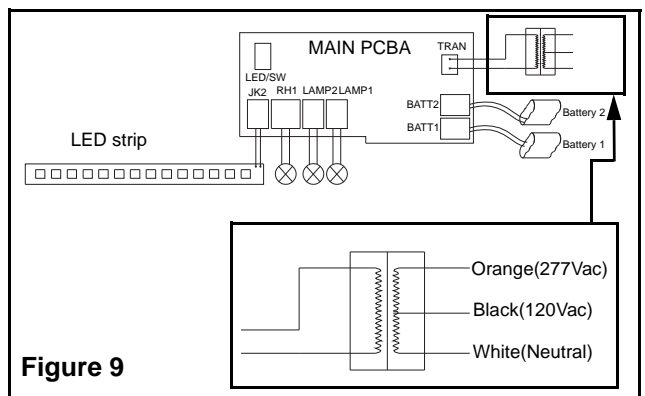 MAIN PCBA
TRAN
LED/SW
JK2 RH1 LAMP2 LAMP1
BATT2
Battery 2
BATT1
Battery 1
LED strip
Orange(277Vac)
Black(120Vac)
White(Neutral)
Figure 9